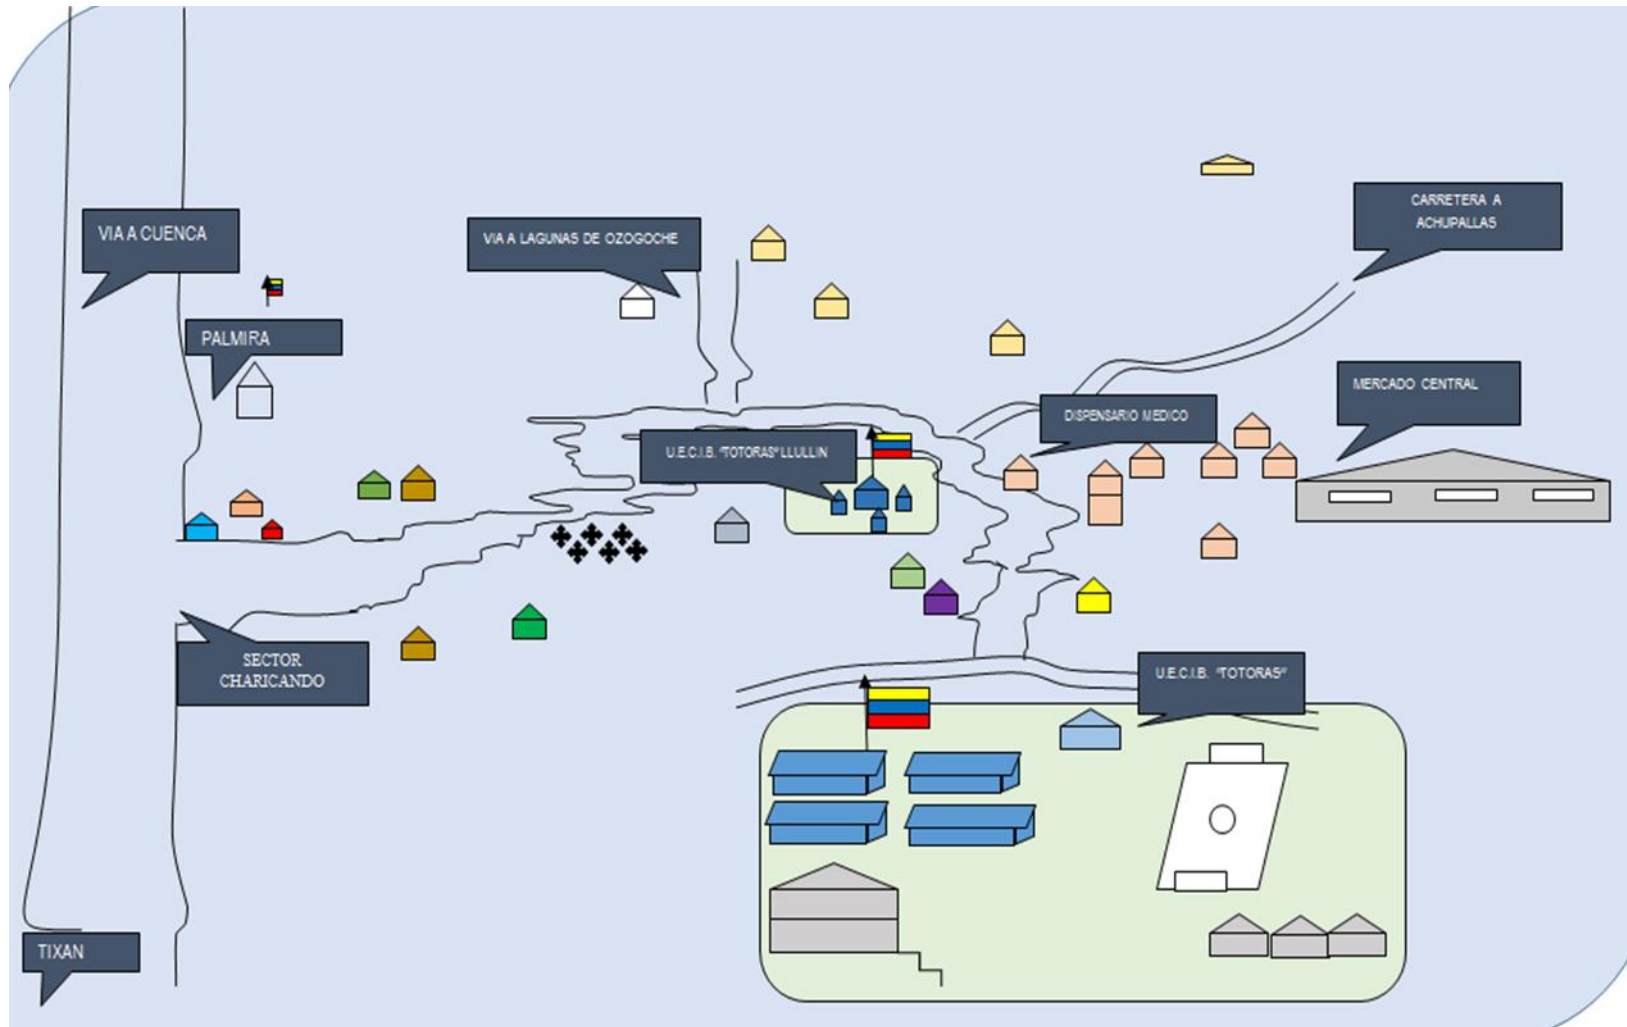 VIA A CUENCA
PALMIRA
VIA A LAGUNAS DE OZOGOCHE
CARRETERA A
ACHUPALLAS
MERCADO CENTRAL
DISPENSARIO MEDICO
U.E.C.I.B. "TOTORAS" LLULLIN
SECTOR
CHARICANDO
U.E.C.I.B. "TOTORAS"
TIXAN